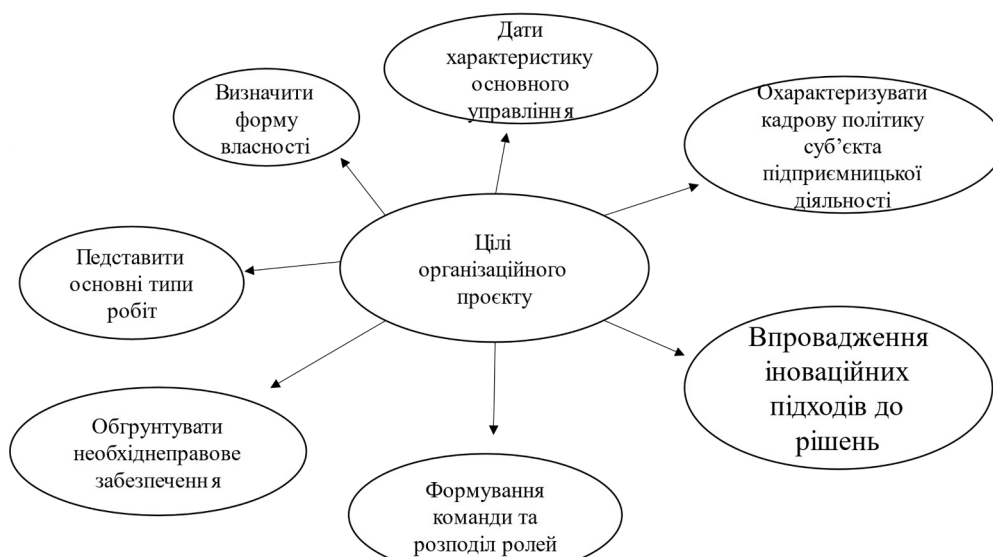 Дати
характеристику
основного
управління
Визначити
форму
власності
Охарактеризувати
кадрову політику
суб’єкта
підприємницької
діяльності
Цілі
організаційного
проєкту
Педставити
основні типи
робіт
Впровадження
іноваційних
підходів до
рішень
Обгрунтувати
необхіднеправове
забезпечення
Формування
команди та
розподіл ролей